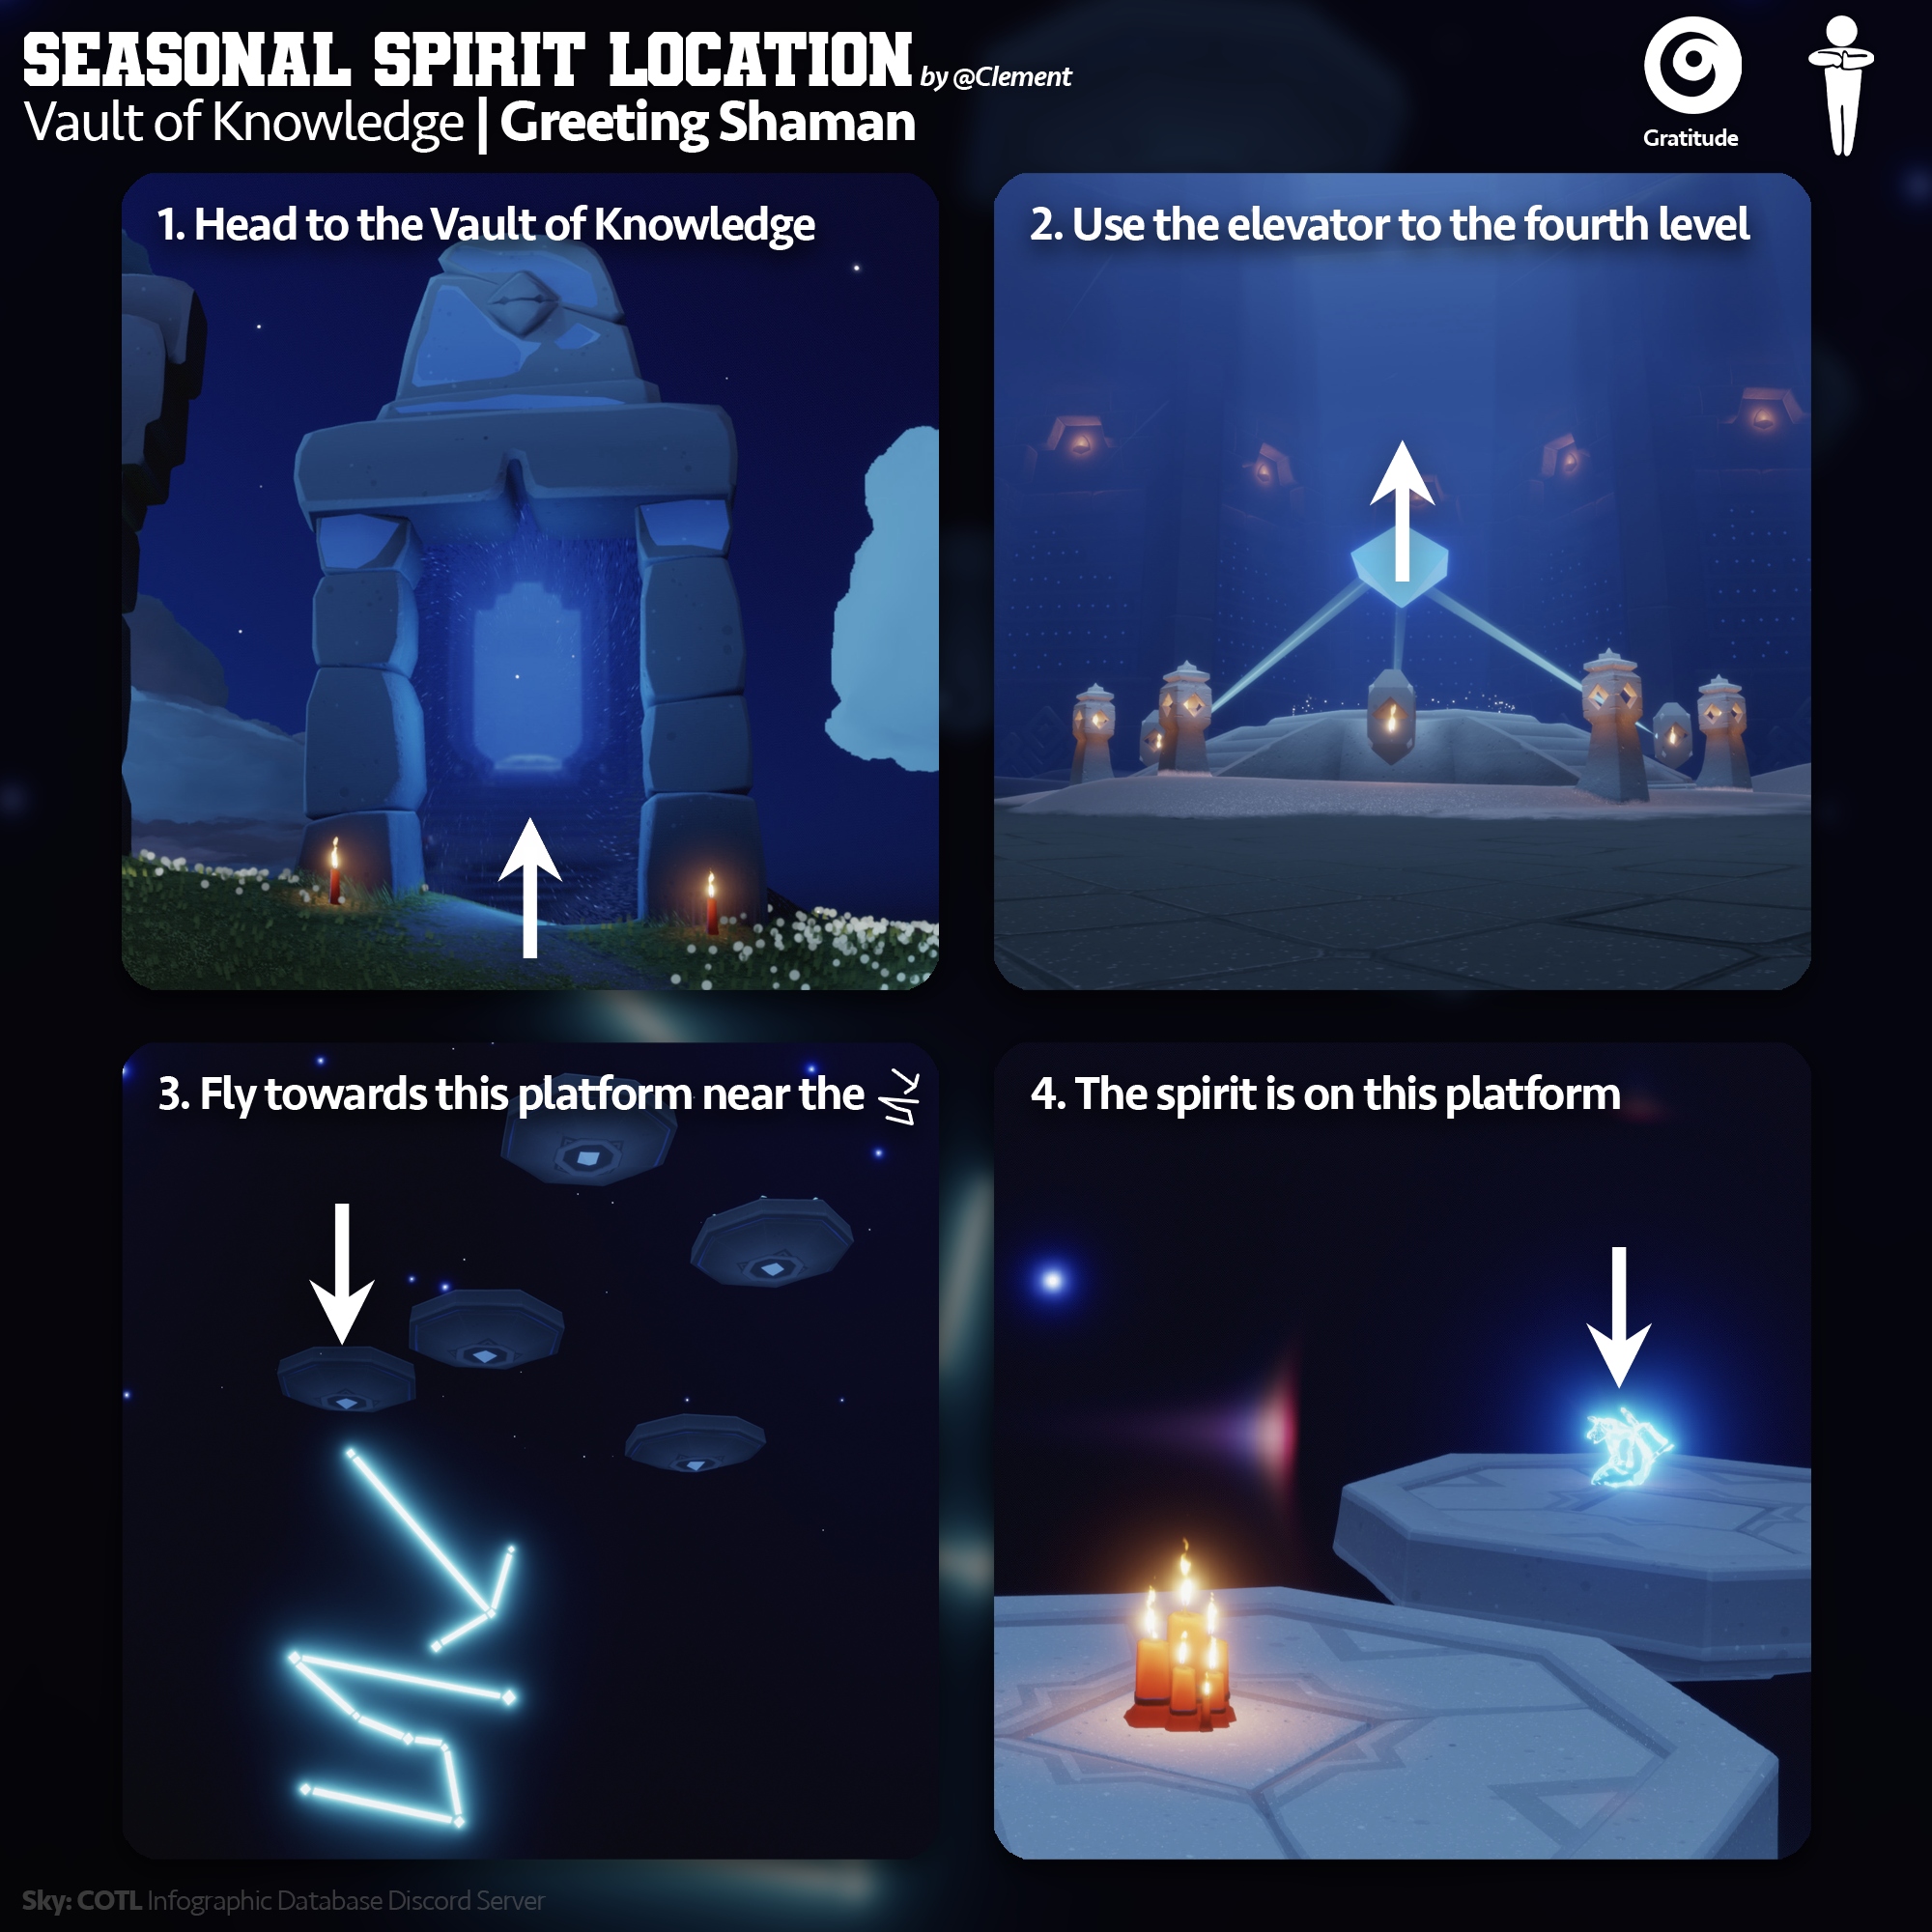 SEASONAL SPIRIT LOCATION by @Clement
Vault of Knowledge | Greeting Shaman
Gratitude
1. Head to the Vault of Knowledge
2. Use the elevator to the fourth level
3. Fly towards this platform near the
4. The spirit is on this platform
Sky: COTL Infographic Database Discord Server